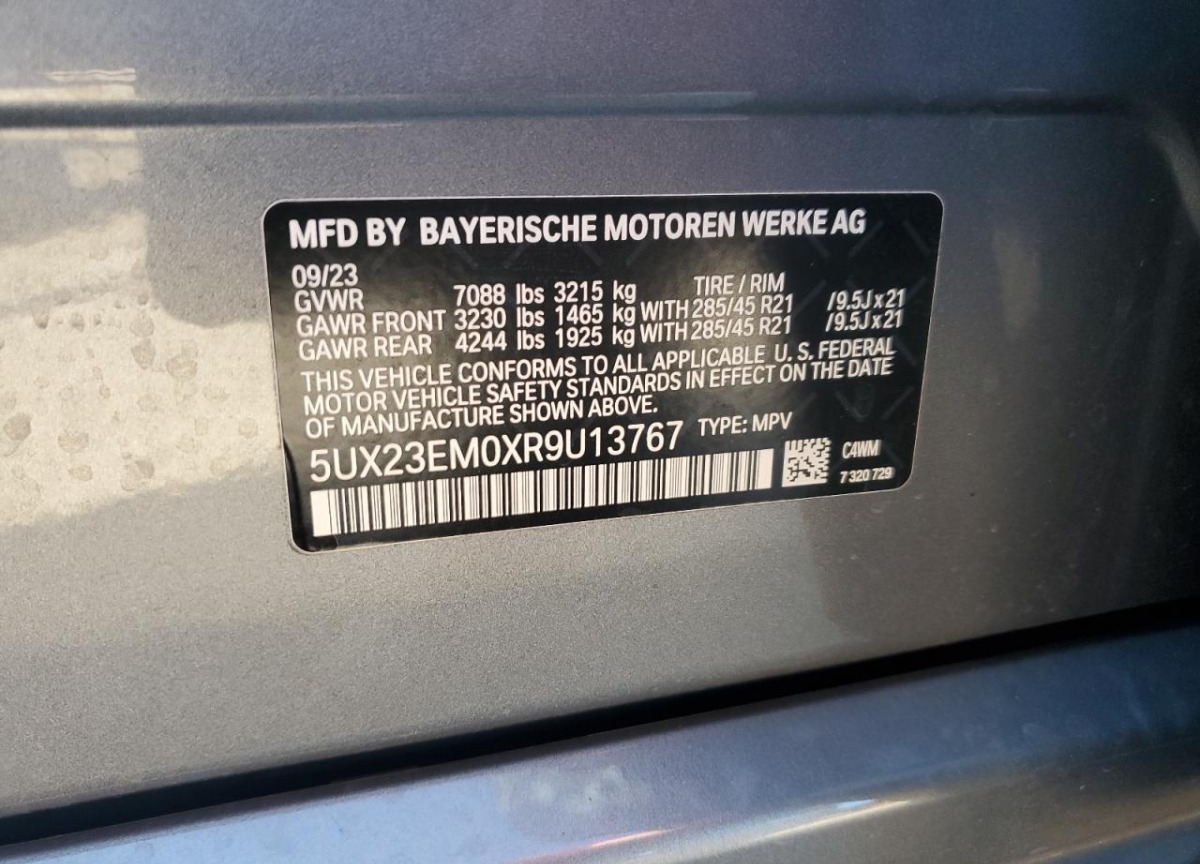 MFD BY BAYERISCHE MOTOREN WERKE AG
09/23
GVWR 7088 lbs 3215 kg TIRE / RIM
GAWR FRONT 3230 lbs 1465 kg WITH 285/45 R21 /9.5J x 21
GAWR REAR 4244 lbs 1925 kg WITH 285/45 R21 /9.5J x 21
THIS VEHICLE CONFORMS TO ALL APPLICABLE U. S. FEDERAL
MOTOR VEHICLE SAFETY STANDARDS IN EFFECT ON THE DATE
OF MANUFACTURE SHOWN ABOVE.
5UX23EM0XR9U13767 TYPE: MPV
C4WM
7 320 729